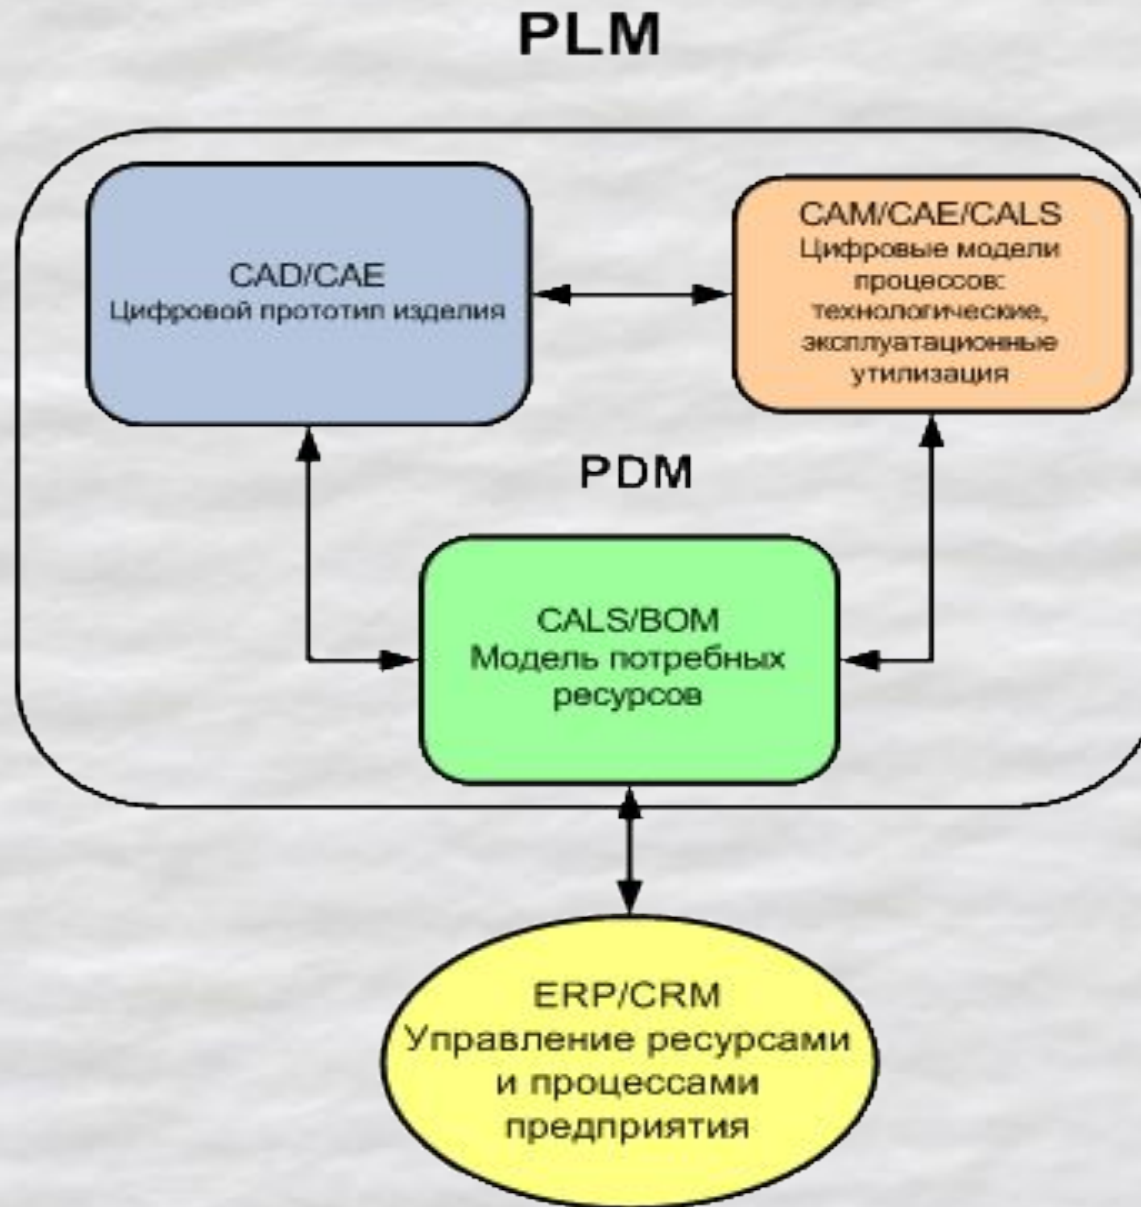 PLM
CAD/CAE
Цифровой прототип изделия
CAM/CAE/CALS
Цифровые модели
процессов:
технологические,
эксплуатационные
утилизация
PDM
CALS/BOM
Модель потребных
ресурсов
ERP/CRM
Управление ресурсами
и процессами
предприятия